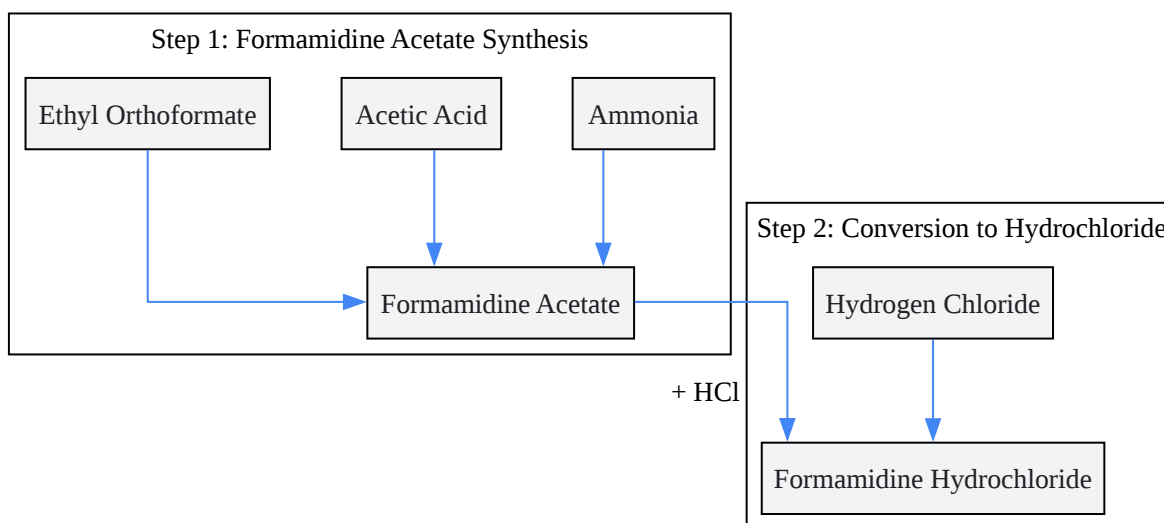 Step 1: Formamidine Acetate Synthesis
Ethyl Orthoformate
Acetic Acid
Ammonia
Formamidine Acetate
+ HCl
Step 2: Conversion to Hydrochloride
Hydrogen Chloride
Formamidine Hydrochloride